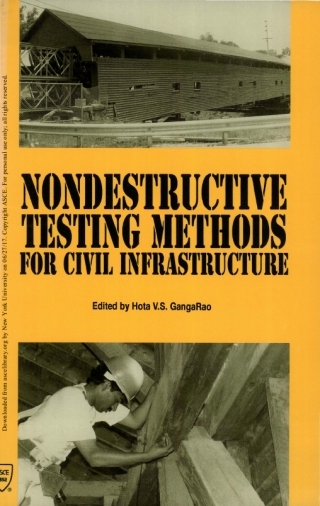 NONDESTRUCTIVE
TESTING METHODS
FOR CIVIL INFRASTRUCTURE
Edited by Hota V.S. GangaRao
Downloaded from ascelibrary.org by New York University on 04/27/17. Copyright ASCE. For personal use only; all rights reserved.
ASCE